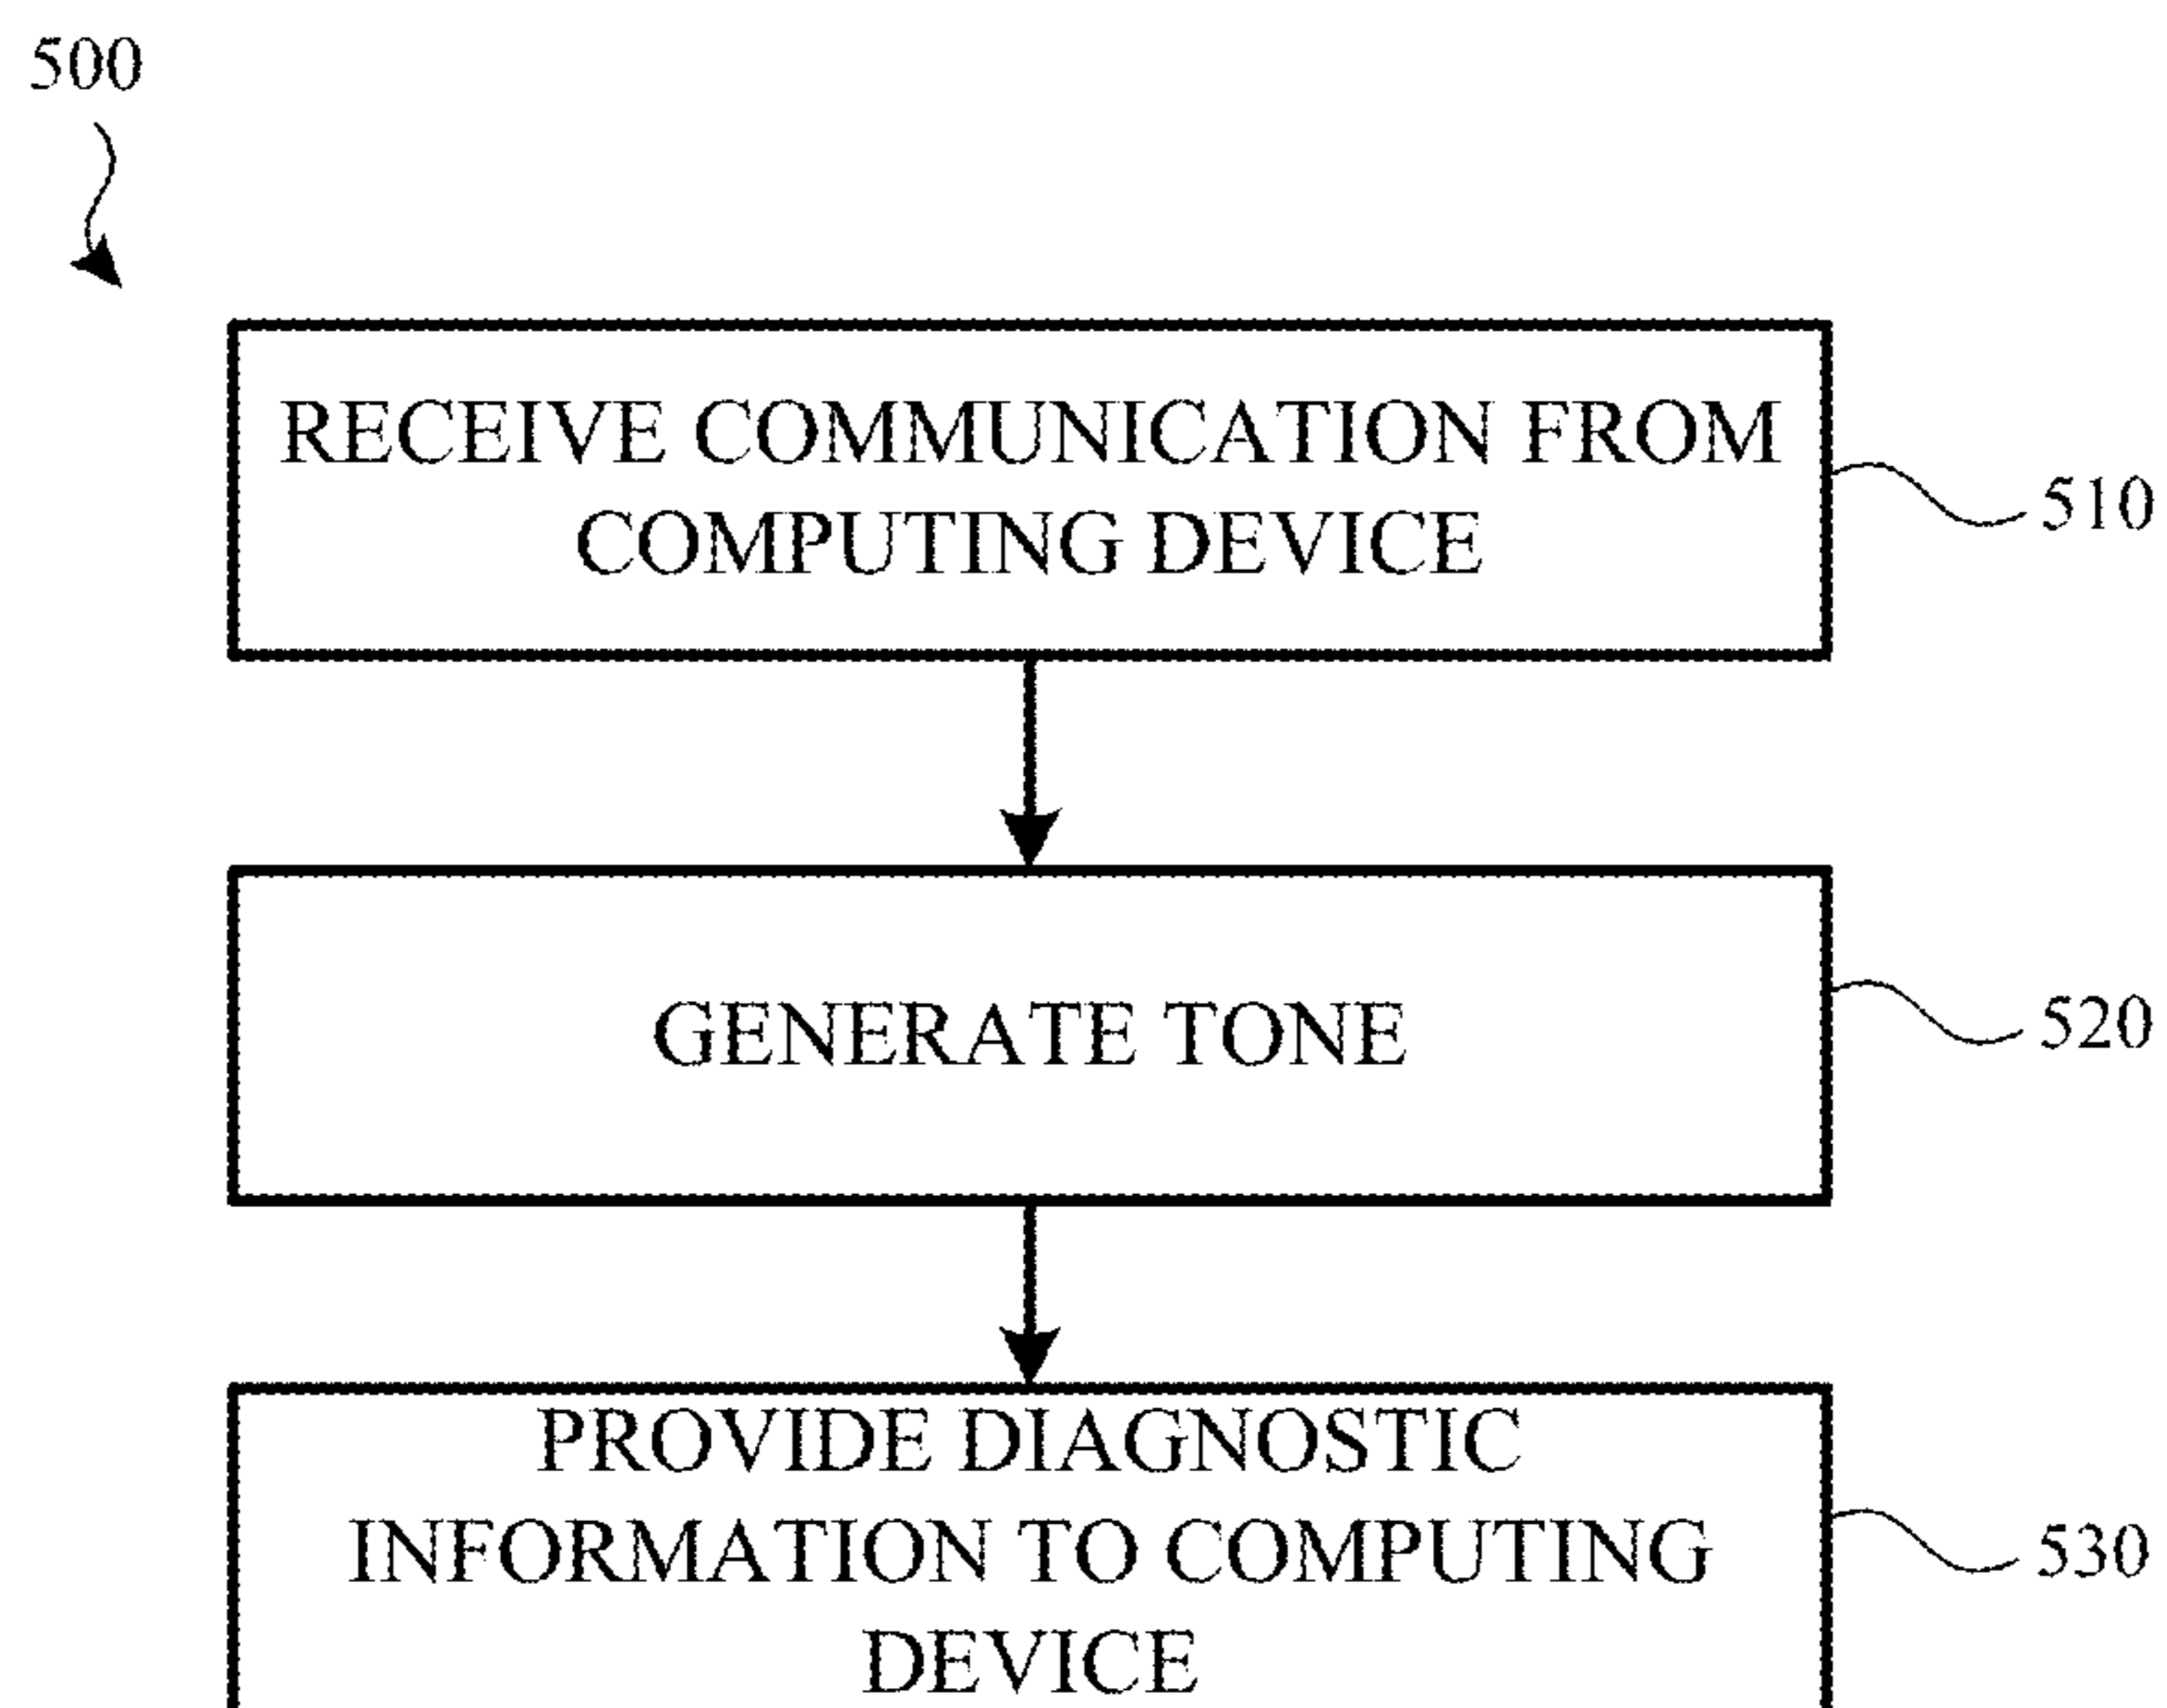 500
RECEIVE COMMUNICATION FROM
COMPUTING DEVICE
510
GENERATE TONE
520
PROVIDE DIAGNOSTIC
INFORMATION TO COMPUTING
DEVICE
530